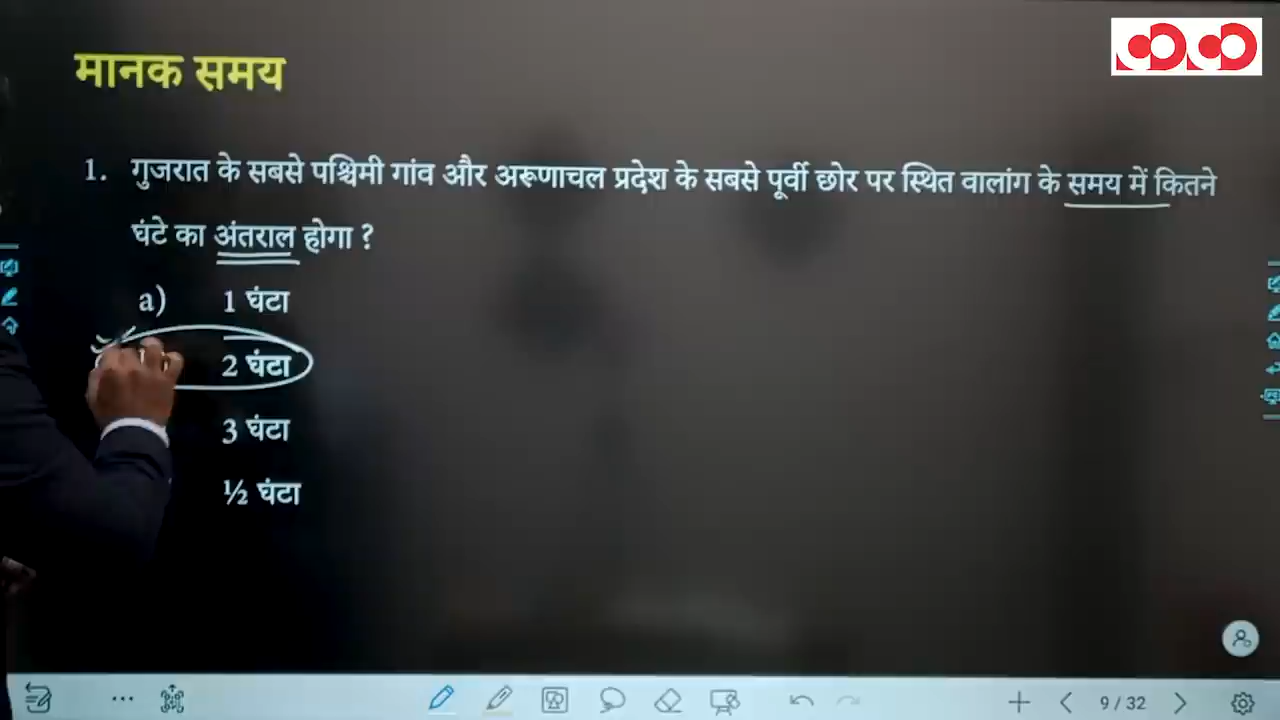 मानक समय
1. गुजरात के सबसे पश्चिमी गांव और अरूणाचल प्रदेश के सबसे पूर्वी छोर पर स्थित वालांग के समय में कितने
घंटे का अंतराल होगा ?
a) 1 घंटा
2 घंटा
3 घंटा
½ घंटा
9 / 32